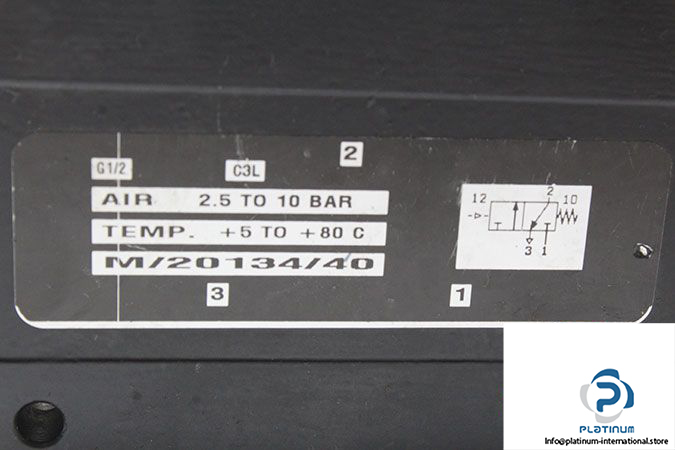 2
G1/2 C3L
AIR 2.5 TO 10 BAR
TEMP. +5 TO +80 C
M/20134/40
3 1
2
12 10
3 1
PLATINUM
info@platinum-international.store